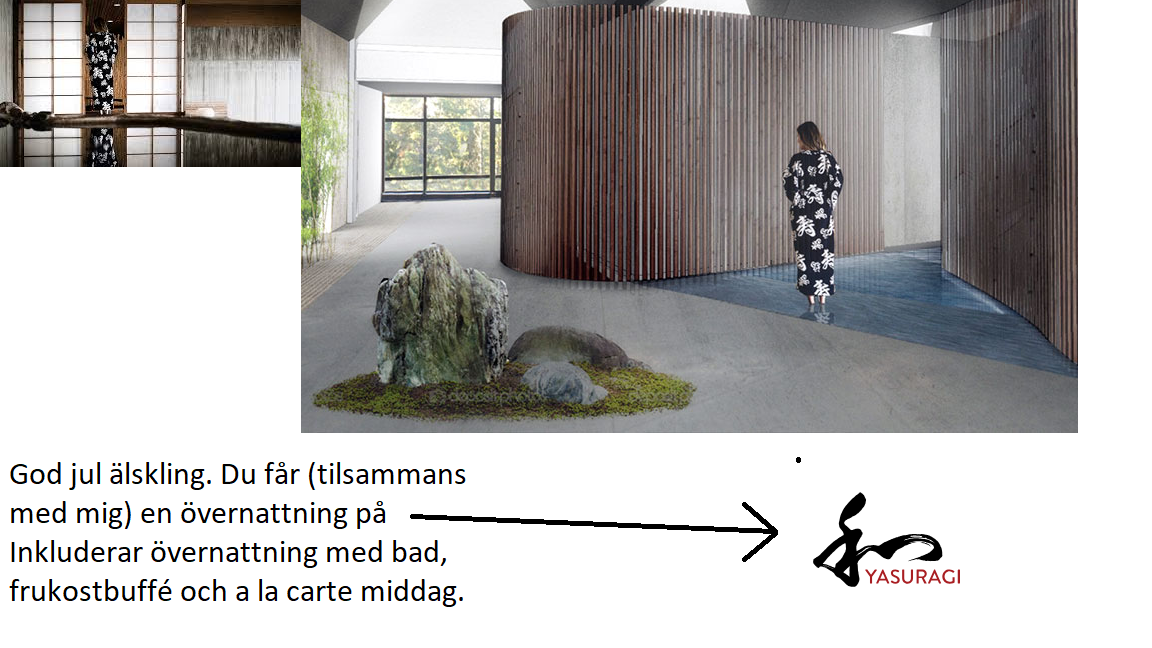 God jul älskling. Du får (tilsammans
med mig) en övernattning på
Inkluderar övernattning med bad,
frukostbuffé och a la carte middag.
和
YASURAGI